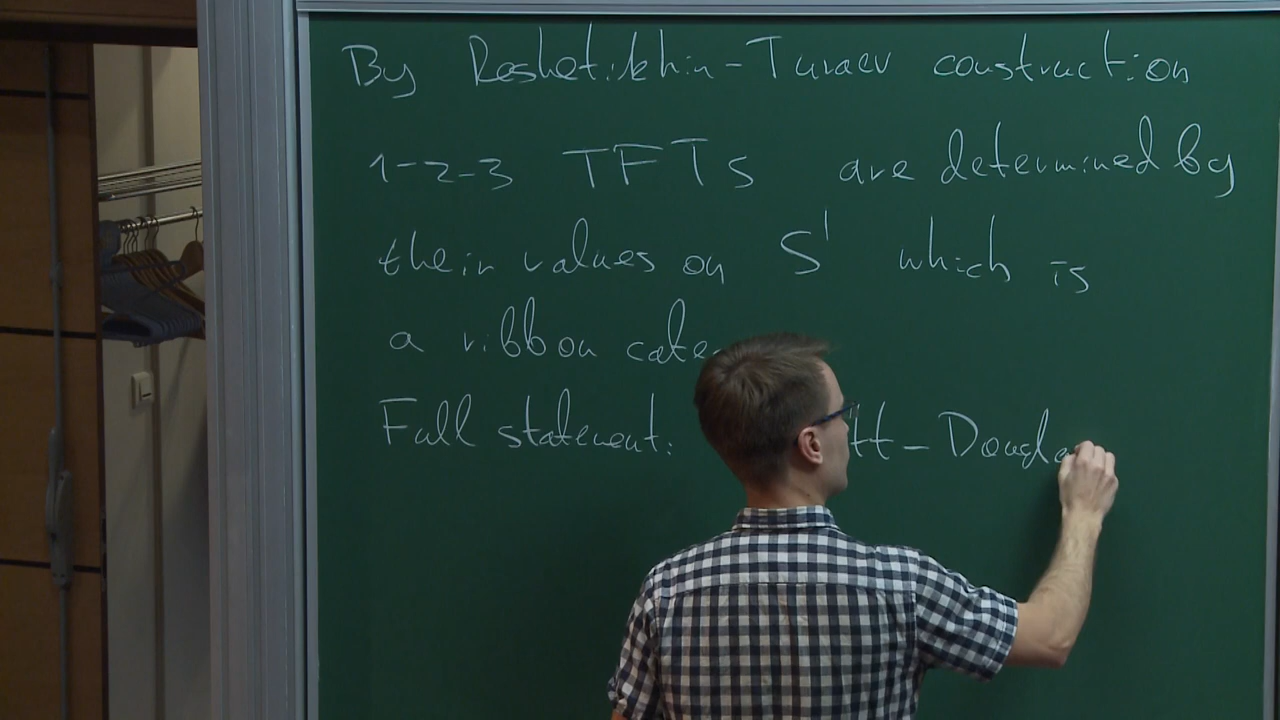 By Reshetikhin-Turaev construction
1-2-3 TFTs are determined by
their values on S¹ which is
a ribbon cate
Full statement: tt - Dougla